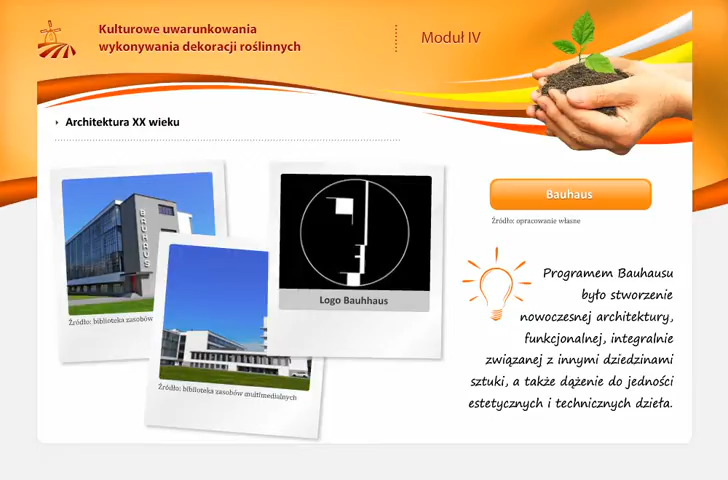 Kulturowe uwarunkowania
wykonywania dekoracji roślinnych
Moduł IV
Architektura XX wieku
BAUHAUS
Źródło: biblioteka zasobów
Źródło: biblioteka zasobów multimedialnych
Logo Bauhhaus
Bauhaus
Źródło: opracowanie własne
Programem Bauhausu
było stworzenie
nowoczesnej architektury,
funkcjonalnej, integralnie
związanej z innymi dziedzinami
sztuki, a także dążenie do jedności
estetycznych i technicznych dzieła.